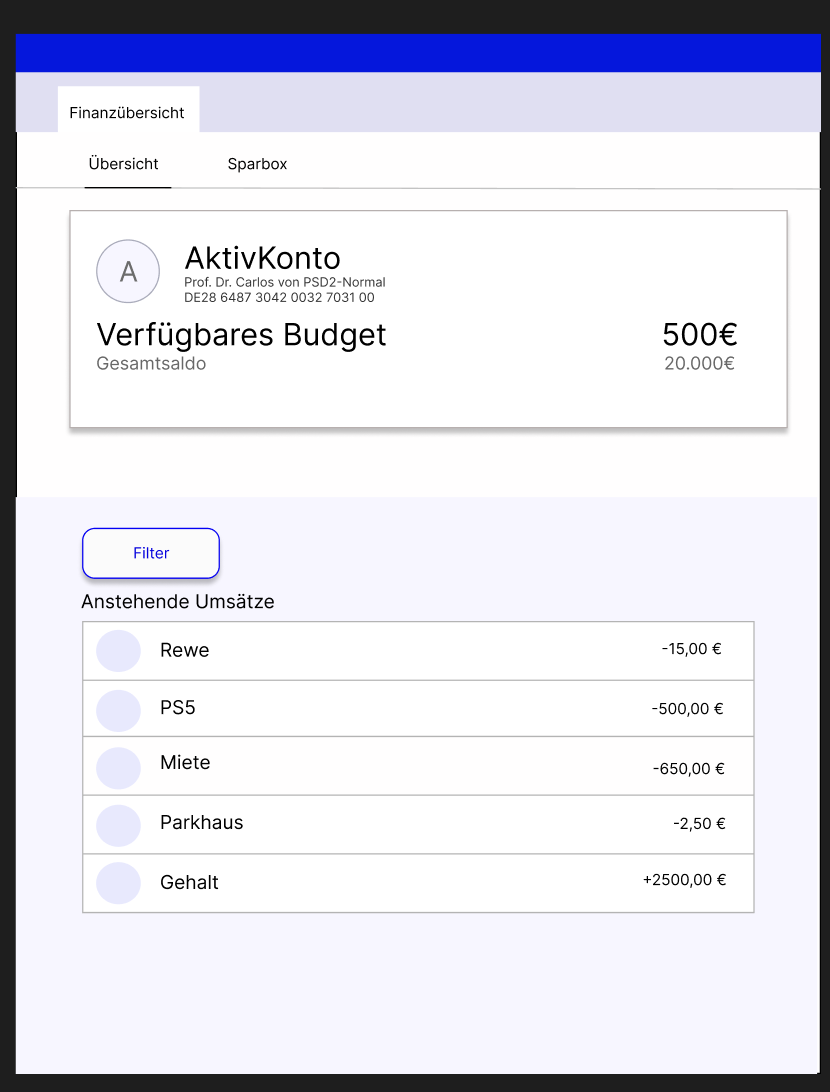 Finanzübersicht
Übersicht Sparbox
A
AktivKonto
Prof. Dr. Carlos von PSD2-Normal
DE28 6487 3042 0032 7031 00
Verfügbares Budget 500€
Gesamtsaldo 20.000€
Filter
Anstehende Umsätze
Rewe -15,00 €
PS5 -500,00 €
Miete -650,00 €
Parkhaus -2,50 €
Gehalt +2500,00 €